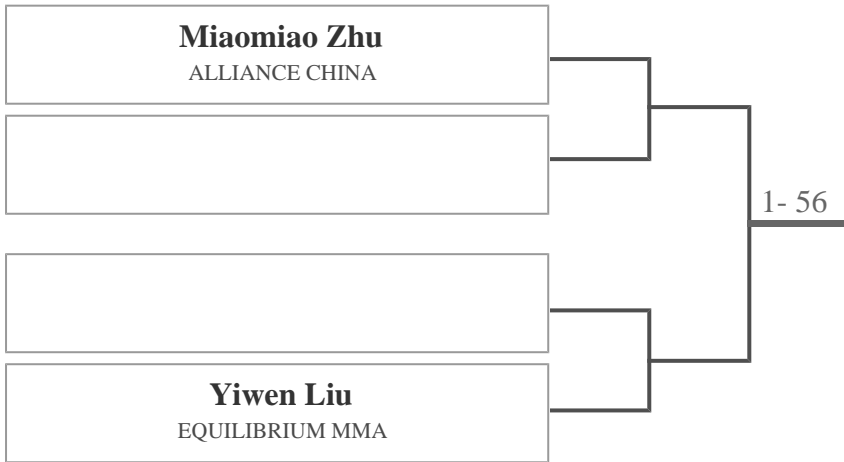 Miaomiao Zhu
ALLIANCE CHINA
1- 56
Yiwen Liu
EQUILIBRIUM MMA